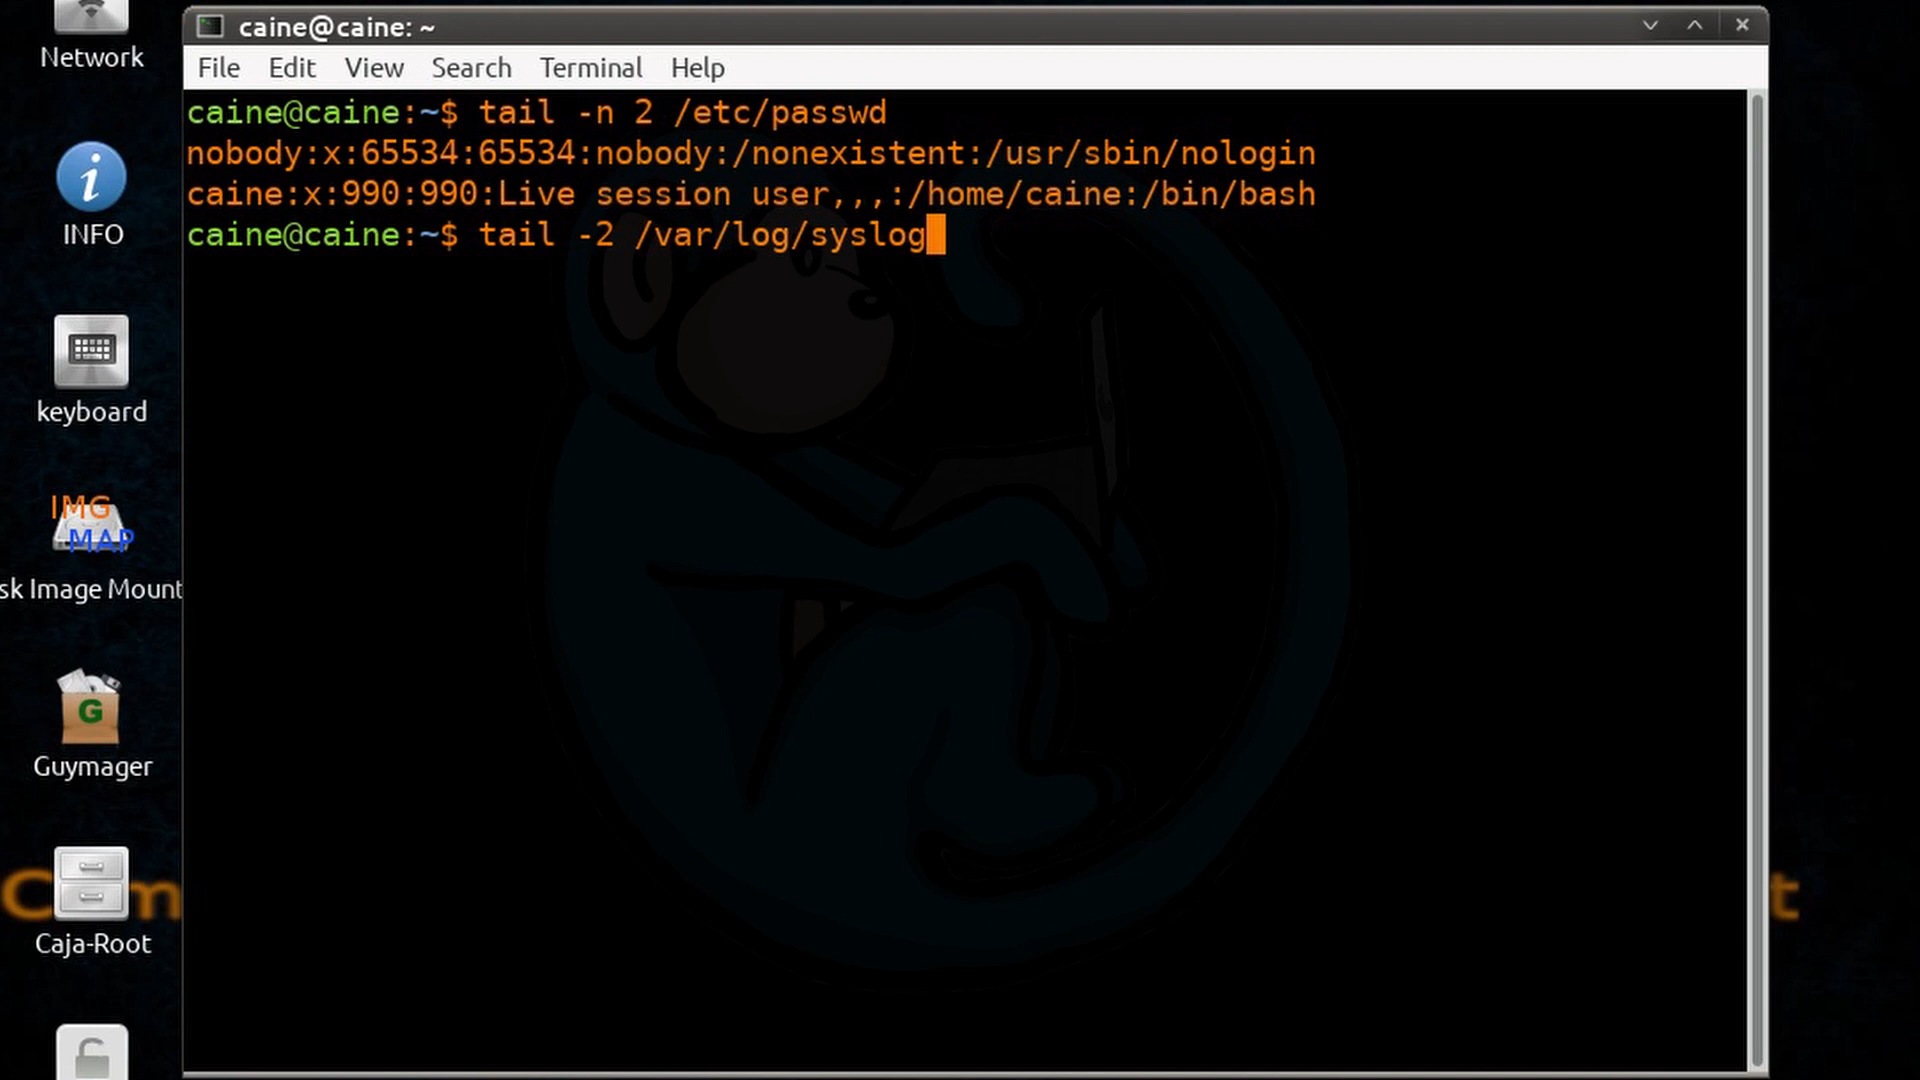 caine@caine: ~
File Edit View Search Terminal Help
caine@caine:~$ tail -n 2 /etc/passwd
nobody:x:65534:65534:nobody:/nonexistent:/usr/sbin/nologin
caine:x:990:990:Live session user,,,:/home/caine:/bin/bash
caine@caine:~$ tail -2 /var/log/syslog
Network
INFO
keyboard
IMG
MAP
sk Image Mount
G
Guymager
Caja-Root